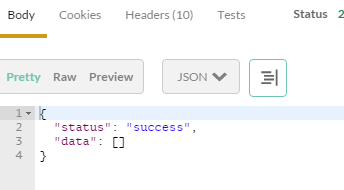 Body Cookies Headers (10) Tests Status 2
Pretty Raw Preview JSON
1 {
2 "status": "success",
3 "data": []
4 }